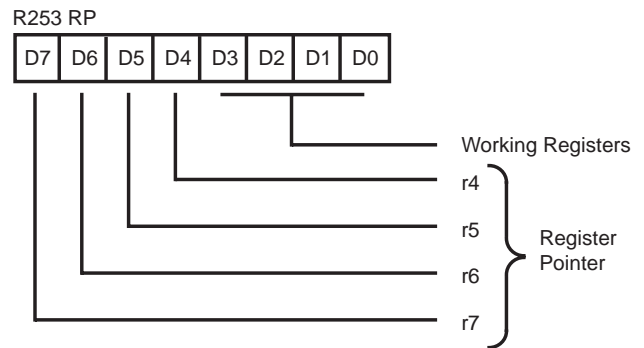 R253 RP
D7 D6 D5 D4 D3 D2 D1 D0
Working Registers
r4
r5
r6
r7
Register
Pointer